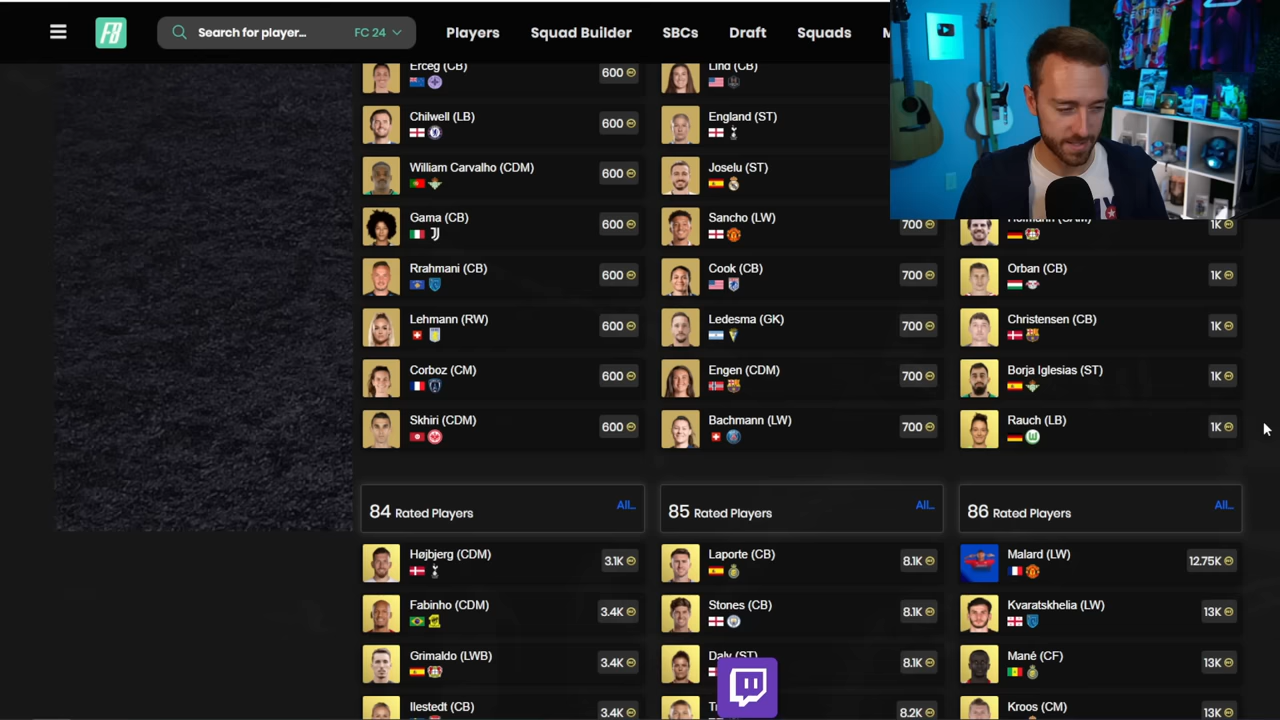 FB
Search for player...
FC 24
Players
Squad Builder
SBCs
Draft
Squads
Erceg (CB)
600
Chilwell (LB)
600
William Carvalho (CDM)
600
Gama (CB)
600
Rrahmani (CB)
600
Lehmann (RW)
600
Corboz (CM)
600
Skhiri (CDM)
600
Lind (CB)
England (ST)
Joselu (ST)
Sancho (LW)
700
Cook (CB)
700
Ledesma (GK)
700
Engen (CDM)
700
Bachmann (LW)
700
1K
Orban (CB)
1K
Christensen (CB)
1K
Borja Iglesias (ST)
1K
Rauch (LB)
1K
84 Rated Players
All...
Højbjerg (CDM)
3.1K
Fabinho (CDM)
3.4K
Grimaldo (LWB)
3.4K
Ilestedt (CB)
3.4K
85 Rated Players
All...
Laporte (CB)
8.1K
Stones (CB)
8.1K
Daly (ST)
8.1K
8.2K
86 Rated Players
All...
Malard (LW)
12.75K
Kvaratskhelia (LW)
13K
Mané (CF)
13K
Kroos (CM)
13K